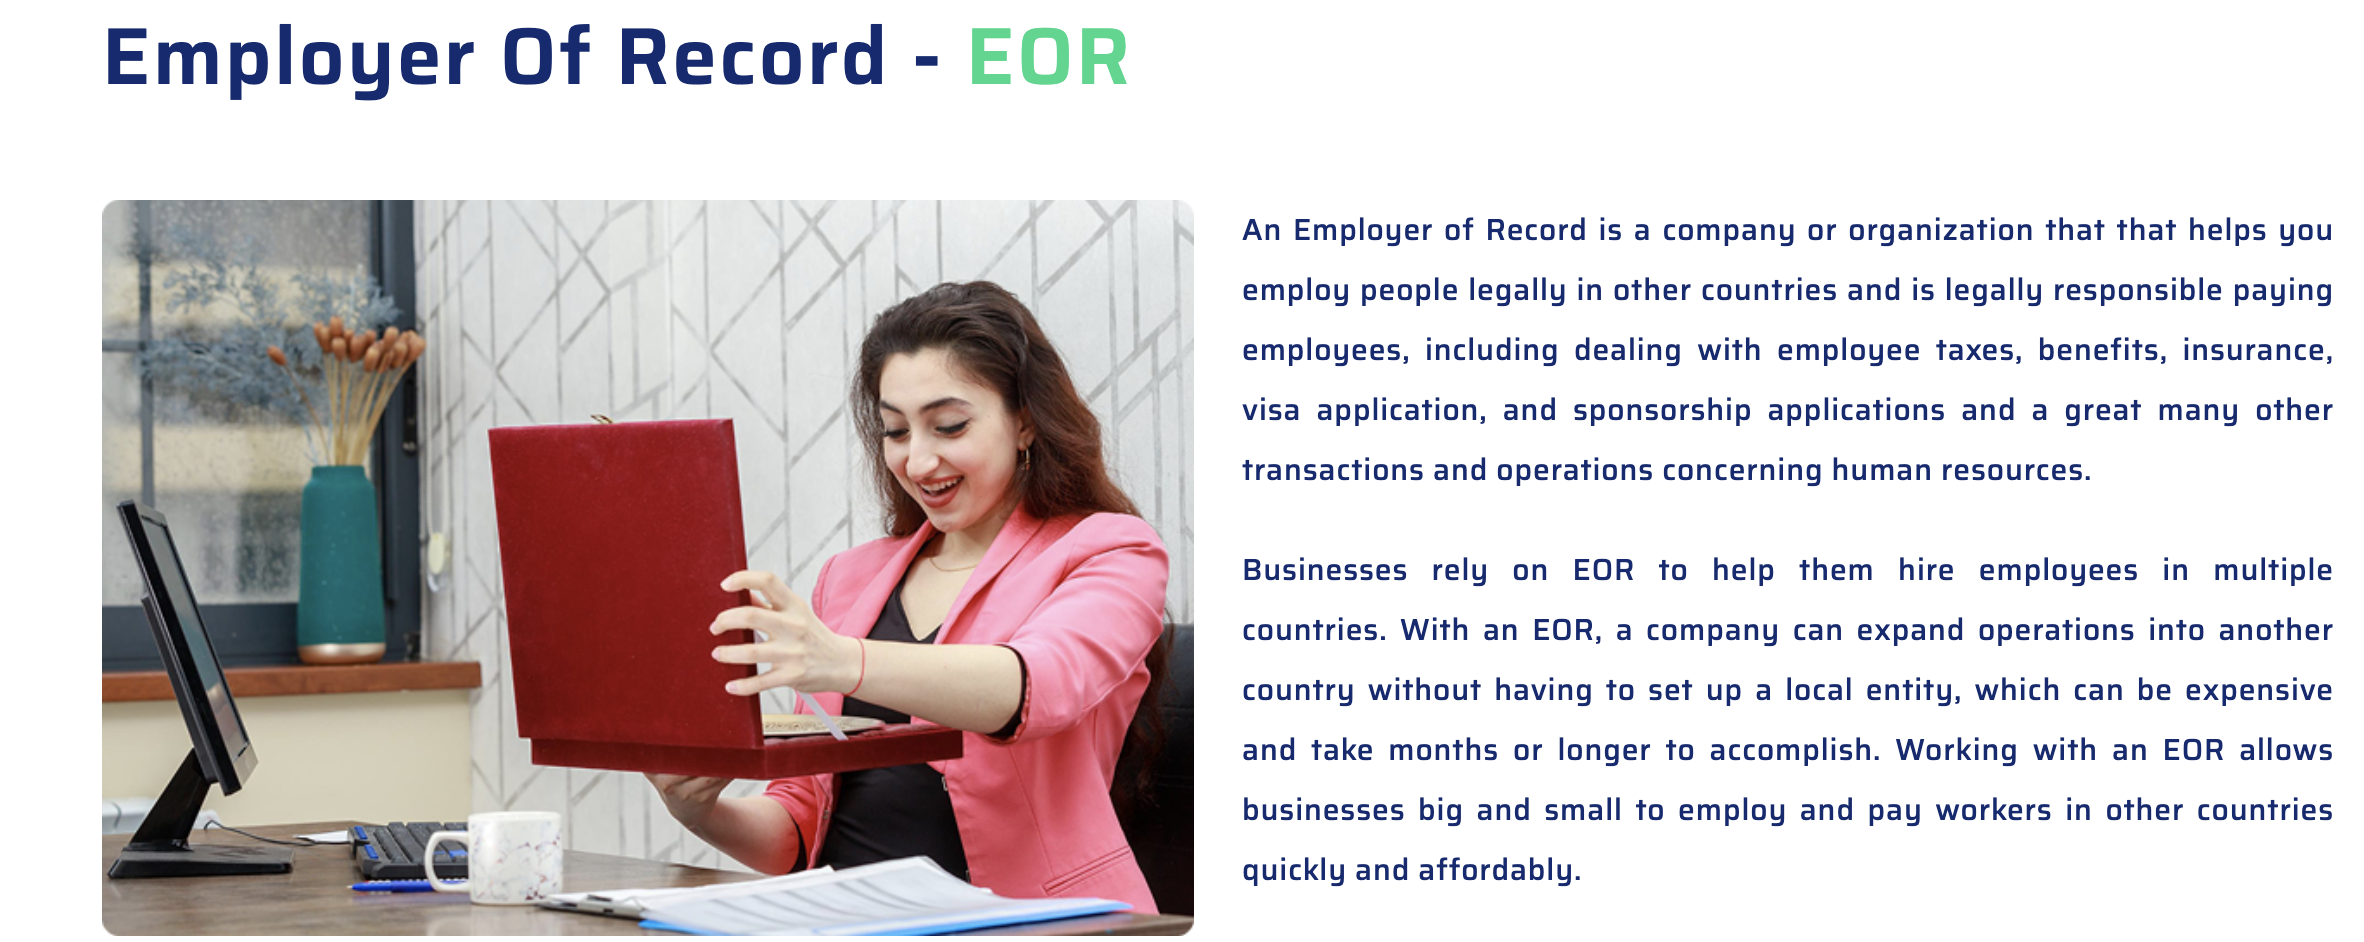 Employer Of Record - EOR
An Employer of Record is a company or organization that that helps you
employ people legally in other countries and is legally responsible paying
employees, including dealing with employee taxes, benefits, insurance,
visa application, and sponsorship applications and a great many other
transactions and operations concerning human resources.
Businesses rely on EOR to help them hire employees in multiple
countries. With an EOR, a company can expand operations into another
country without having to set up a local entity, which can be expensive
and take months or longer to accomplish. Working with an EOR allows
businesses big and small to employ and pay workers in other countries
quickly and affordably.